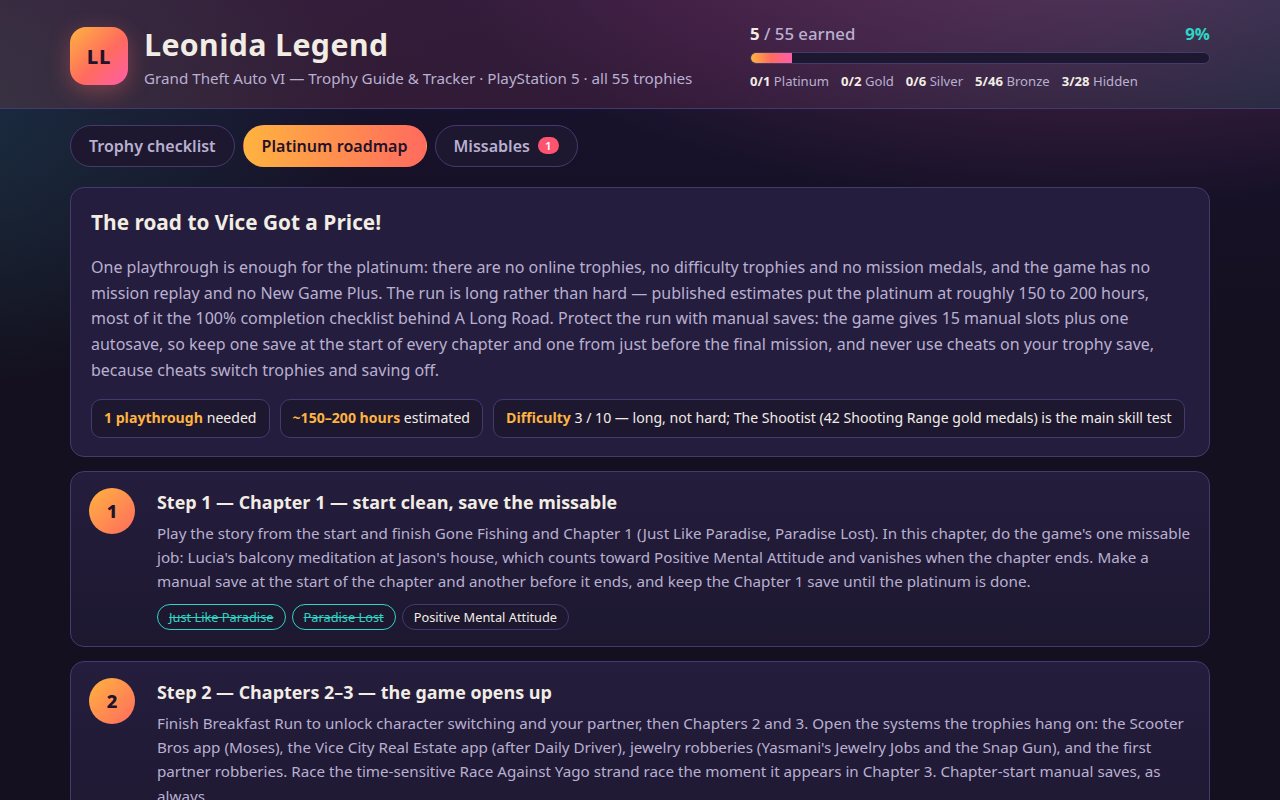 LL
Leonida Legend
Grand Theft Auto VI — Trophy Guide & Tracker · PlayStation 5 · all 55 trophies
5 / 55 earned 9%
0/1 Platinum 0/2 Gold 0/6 Silver 5/46 Bronze 3/28 Hidden
Trophy checklist Platinum roadmap Missables 1
The road to Vice Got a Price!
One playthrough is enough for the platinum: there are no online trophies, no difficulty trophies and no mission medals, and the game has no
mission replay and no New Game Plus. The run is long rather than hard — published estimates put the platinum at roughly 150 to 200 hours,
most of it the 100% completion checklist behind A Long Road. Protect the run with manual saves: the game gives 15 manual slots plus one
autosave, so keep one save at the start of every chapter and one from just before the final mission, and never use cheats on your trophy save,
because cheats switch trophies and saving off.
1 playthrough needed ~150–200 hours estimated Difficulty 3 / 10 — long, not hard; The Shootist (42 Shooting Range gold medals) is the main skill test
1
Step 1 — Chapter 1 — start clean, save the missable
Play the story from the start and finish Gone Fishing and Chapter 1 (Just Like Paradise, Paradise Lost). In this chapter, do the game's one missable
job: Lucia's balcony meditation at Jason's house, which counts toward Positive Mental Attitude and vanishes when the chapter ends. Make a
manual save at the start of the chapter and another before it ends, and keep the Chapter 1 save until the platinum is done.
Just Like Paradise Paradise Lost Positive Mental Attitude
2
Step 2 — Chapters 2–3 — the game opens up
Finish Breakfast Run to unlock character switching and your partner, then Chapters 2 and 3. Open the systems the trophies hang on: the Scooter
Bros app (Moses), the Vice City Real Estate app (after Daily Driver), jewelry robberies (Yasmani's Jewelry Jobs and the Snap Gun), and the first
partner robberies. Race the time-sensitive Race Against Yago strand race the moment it appears in Chapter 3. Chapter-start manual saves, as
always.